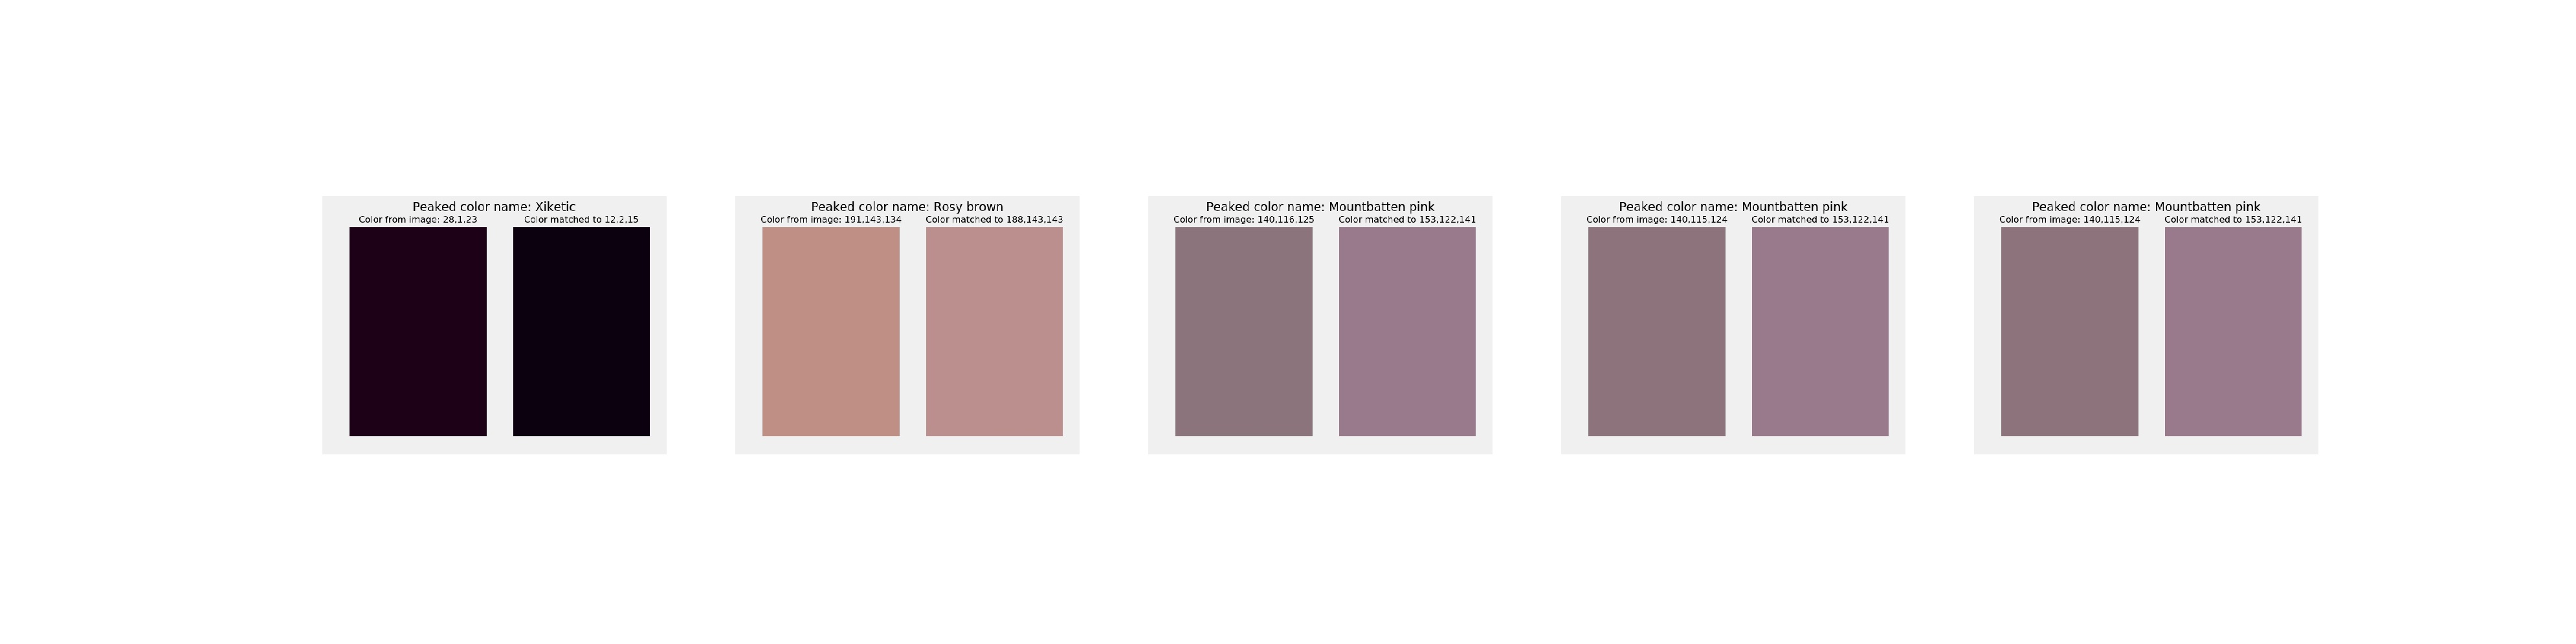 Peaked color name: Xiketic
Color from image: 28,1,23
Color matched to 12,2,15
Peaked color name: Rosy brown
Color from image: 191,143,134
Color matched to 188,143,143
Peaked color name: Mountbatten pink
Color from image: 140,116,125
Color matched to 153,122,141
Peaked color name: Mountbatten pink
Color from image: 140,115,124
Color matched to 153,122,141
Peaked color name: Mountbatten pink
Color from image: 140,115,124
Color matched to 153,122,141